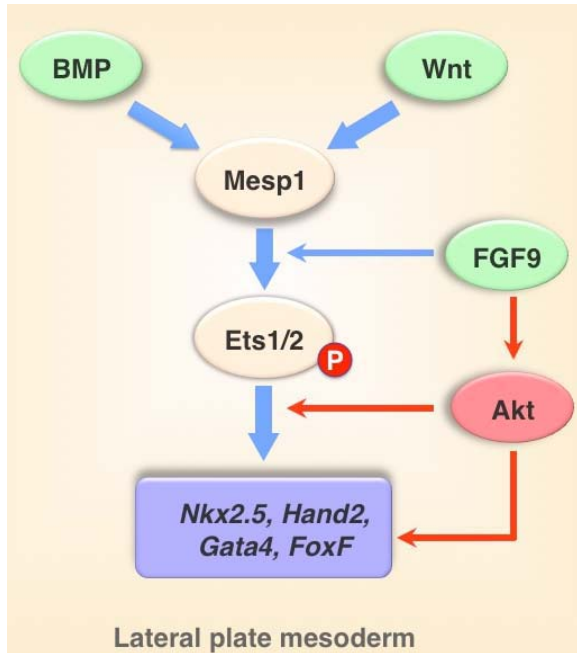 BMP
Wnt
Mesp1
FGF9
Ets1/2
P
Akt
Nkx2.5, Hand2,
Gata4, FoxF
Lateral plate mesoderm